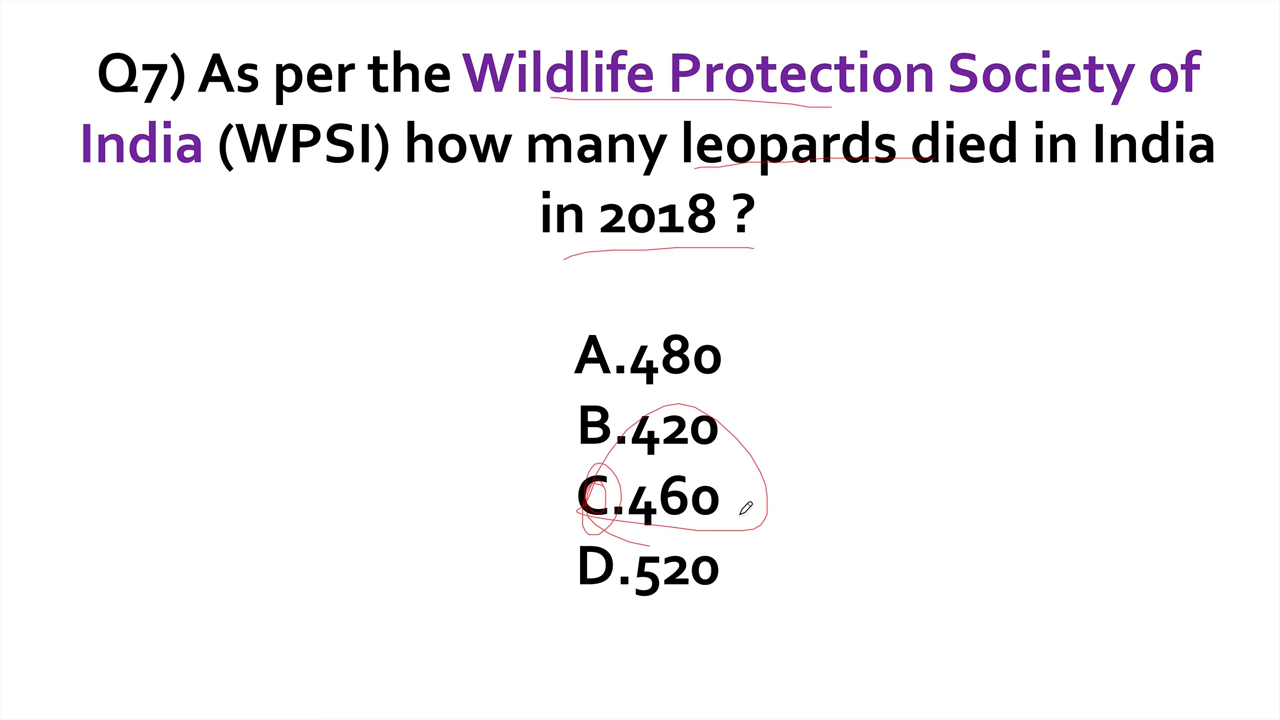 Q7) As per the Wildlife Protection Society of
India (WPSI) how many leopards died in India
in 2018 ?
A.480
B.420
C.460
D.520